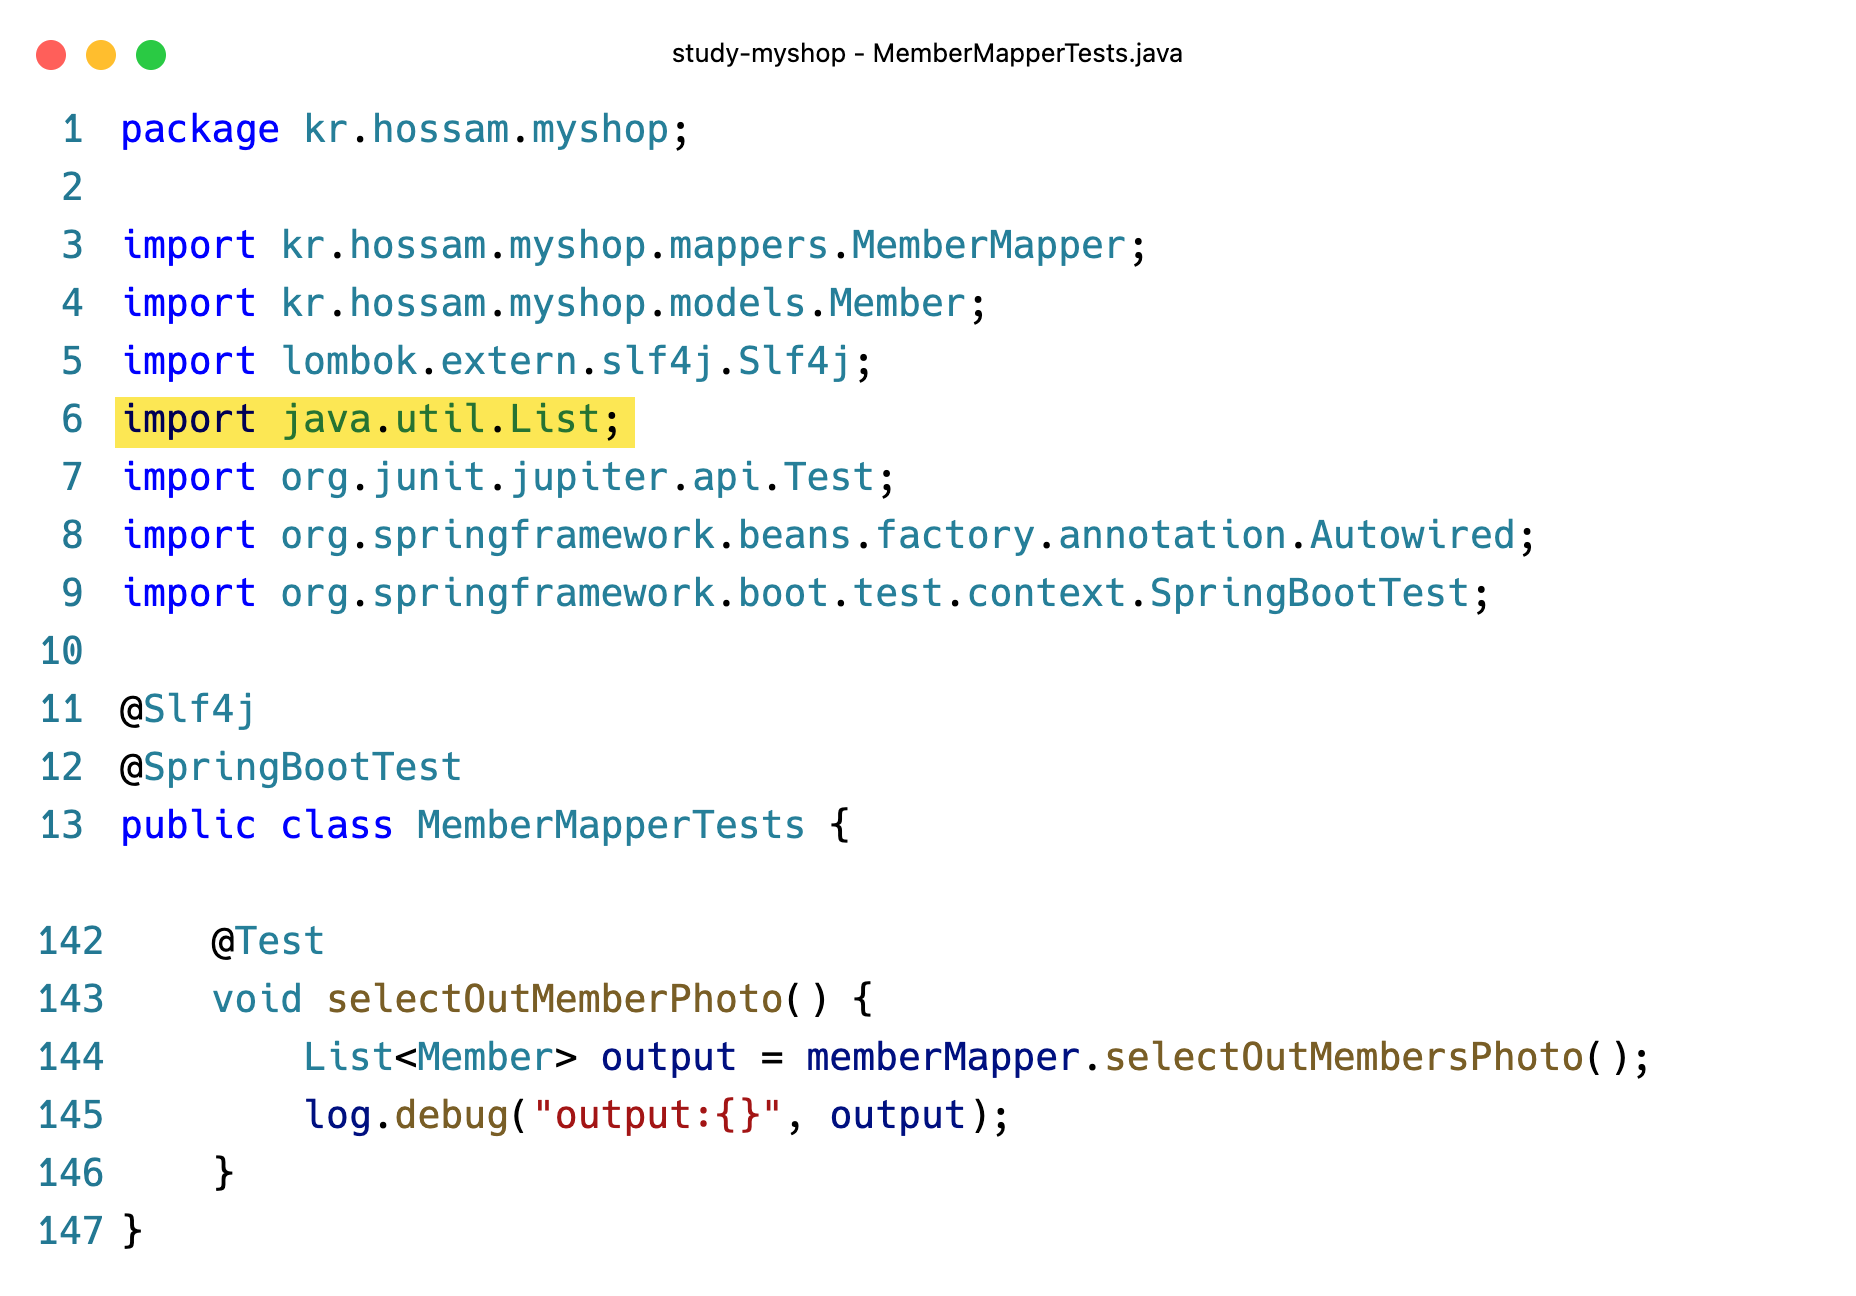 study-myshop - MemberMapperTests.java
1 package kr.hossam.myshop;
2
3 import kr.hossam.myshop.mappers.MemberMapper;
4 import kr.hossam.myshop.models.Member;
5 import lombok.extern.slf4j.Slf4j;
6 import java.util.List;
7 import org.junit.jupiter.api.Test;
8 import org.springframework.beans.factory.annotation.Autowired;
9 import org.springframework.boot.test.context.SpringBootTest;
10
11 @Slf4j
12 @SpringBootTest
13 public class MemberMapperTests {
142     @Test
143     void selectOutMemberPhoto() {
144         List<Member> output = memberMapper.selectOutMembersPhoto();
145         log.debug("output:{}", output);
146     }
147 }